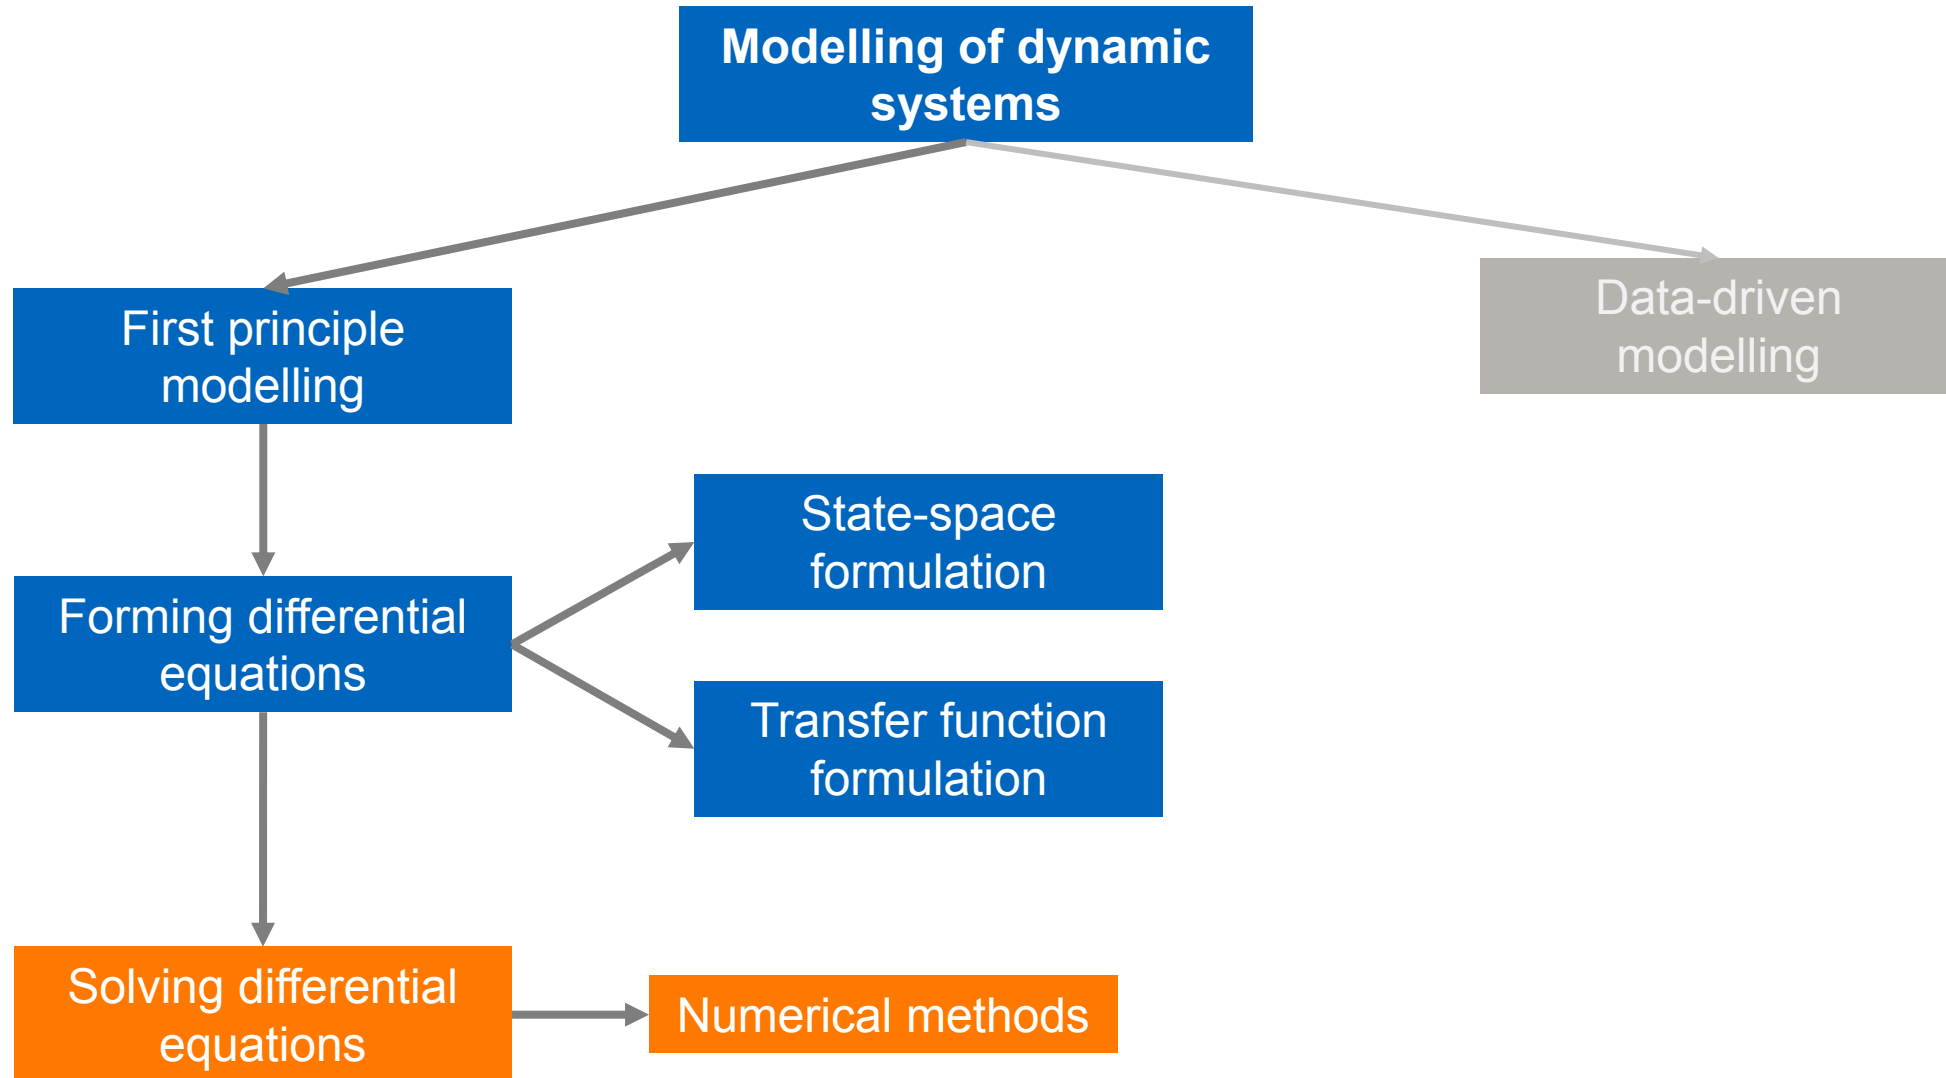 Modelling of dynamic
systems
First principle
modelling
Data-driven
modelling
State-space
formulation
Forming differential
equations
Transfer function
formulation
Solving differential
equations
Numerical methods